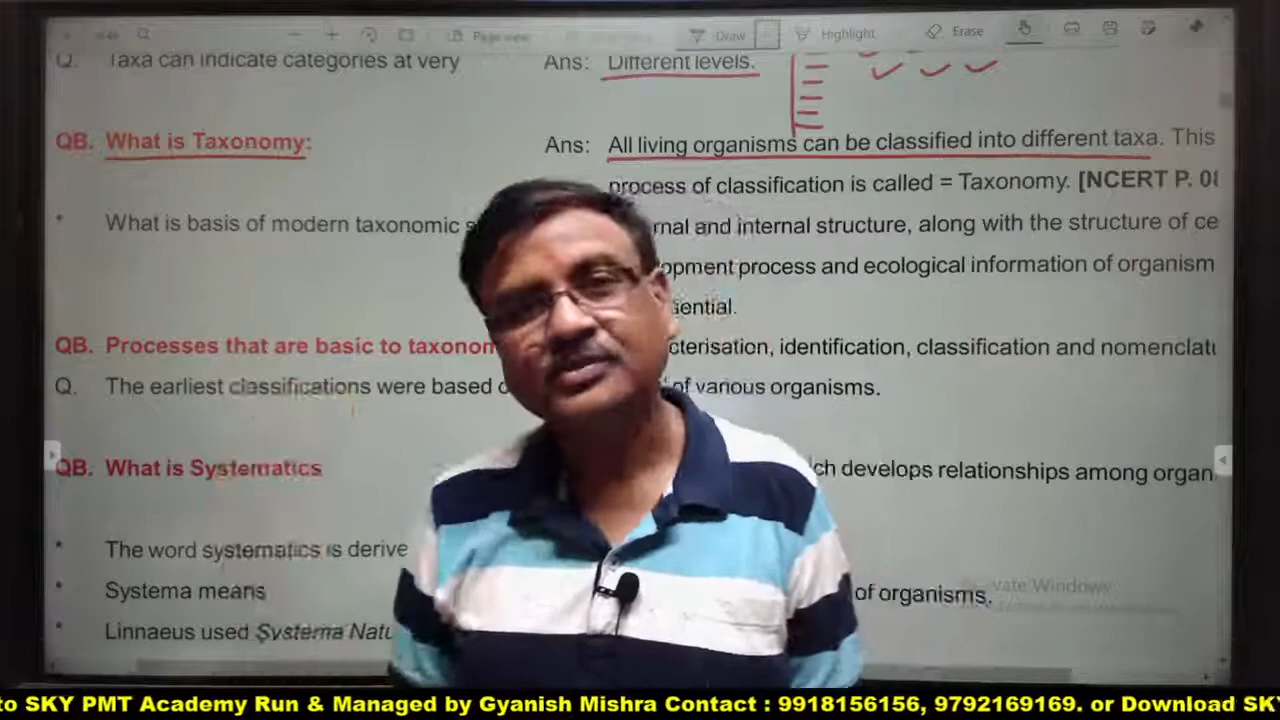 Page view Draw Highlight Erase
Q. Taxa can indicate categories at very Ans: Different levels.
QB. What is Taxonomy: Ans: All living organisms can be classified into different taxa. This
process of classification is called = Taxonomy. [NCERT P. 08
* What is basis of modern taxonomic s rnal and internal structure, along with the structure of ce
opment process and ecological information of organism
ential.
QB. Processes that are basic to taxonom cterisation, identification, classification and nomenclatu
Q. The earliest classifications were based o of various organisms.
QB. What is Systematics ch develops relationships among organ
* The word systematics is derive
* Systema means of organisms.
vate Windows
* Linnaeus used Systema Natu
to SKY PMT Academy Run & Managed by Gyanish Mishra Contact : 9918156156, 9792169169. or Download SK